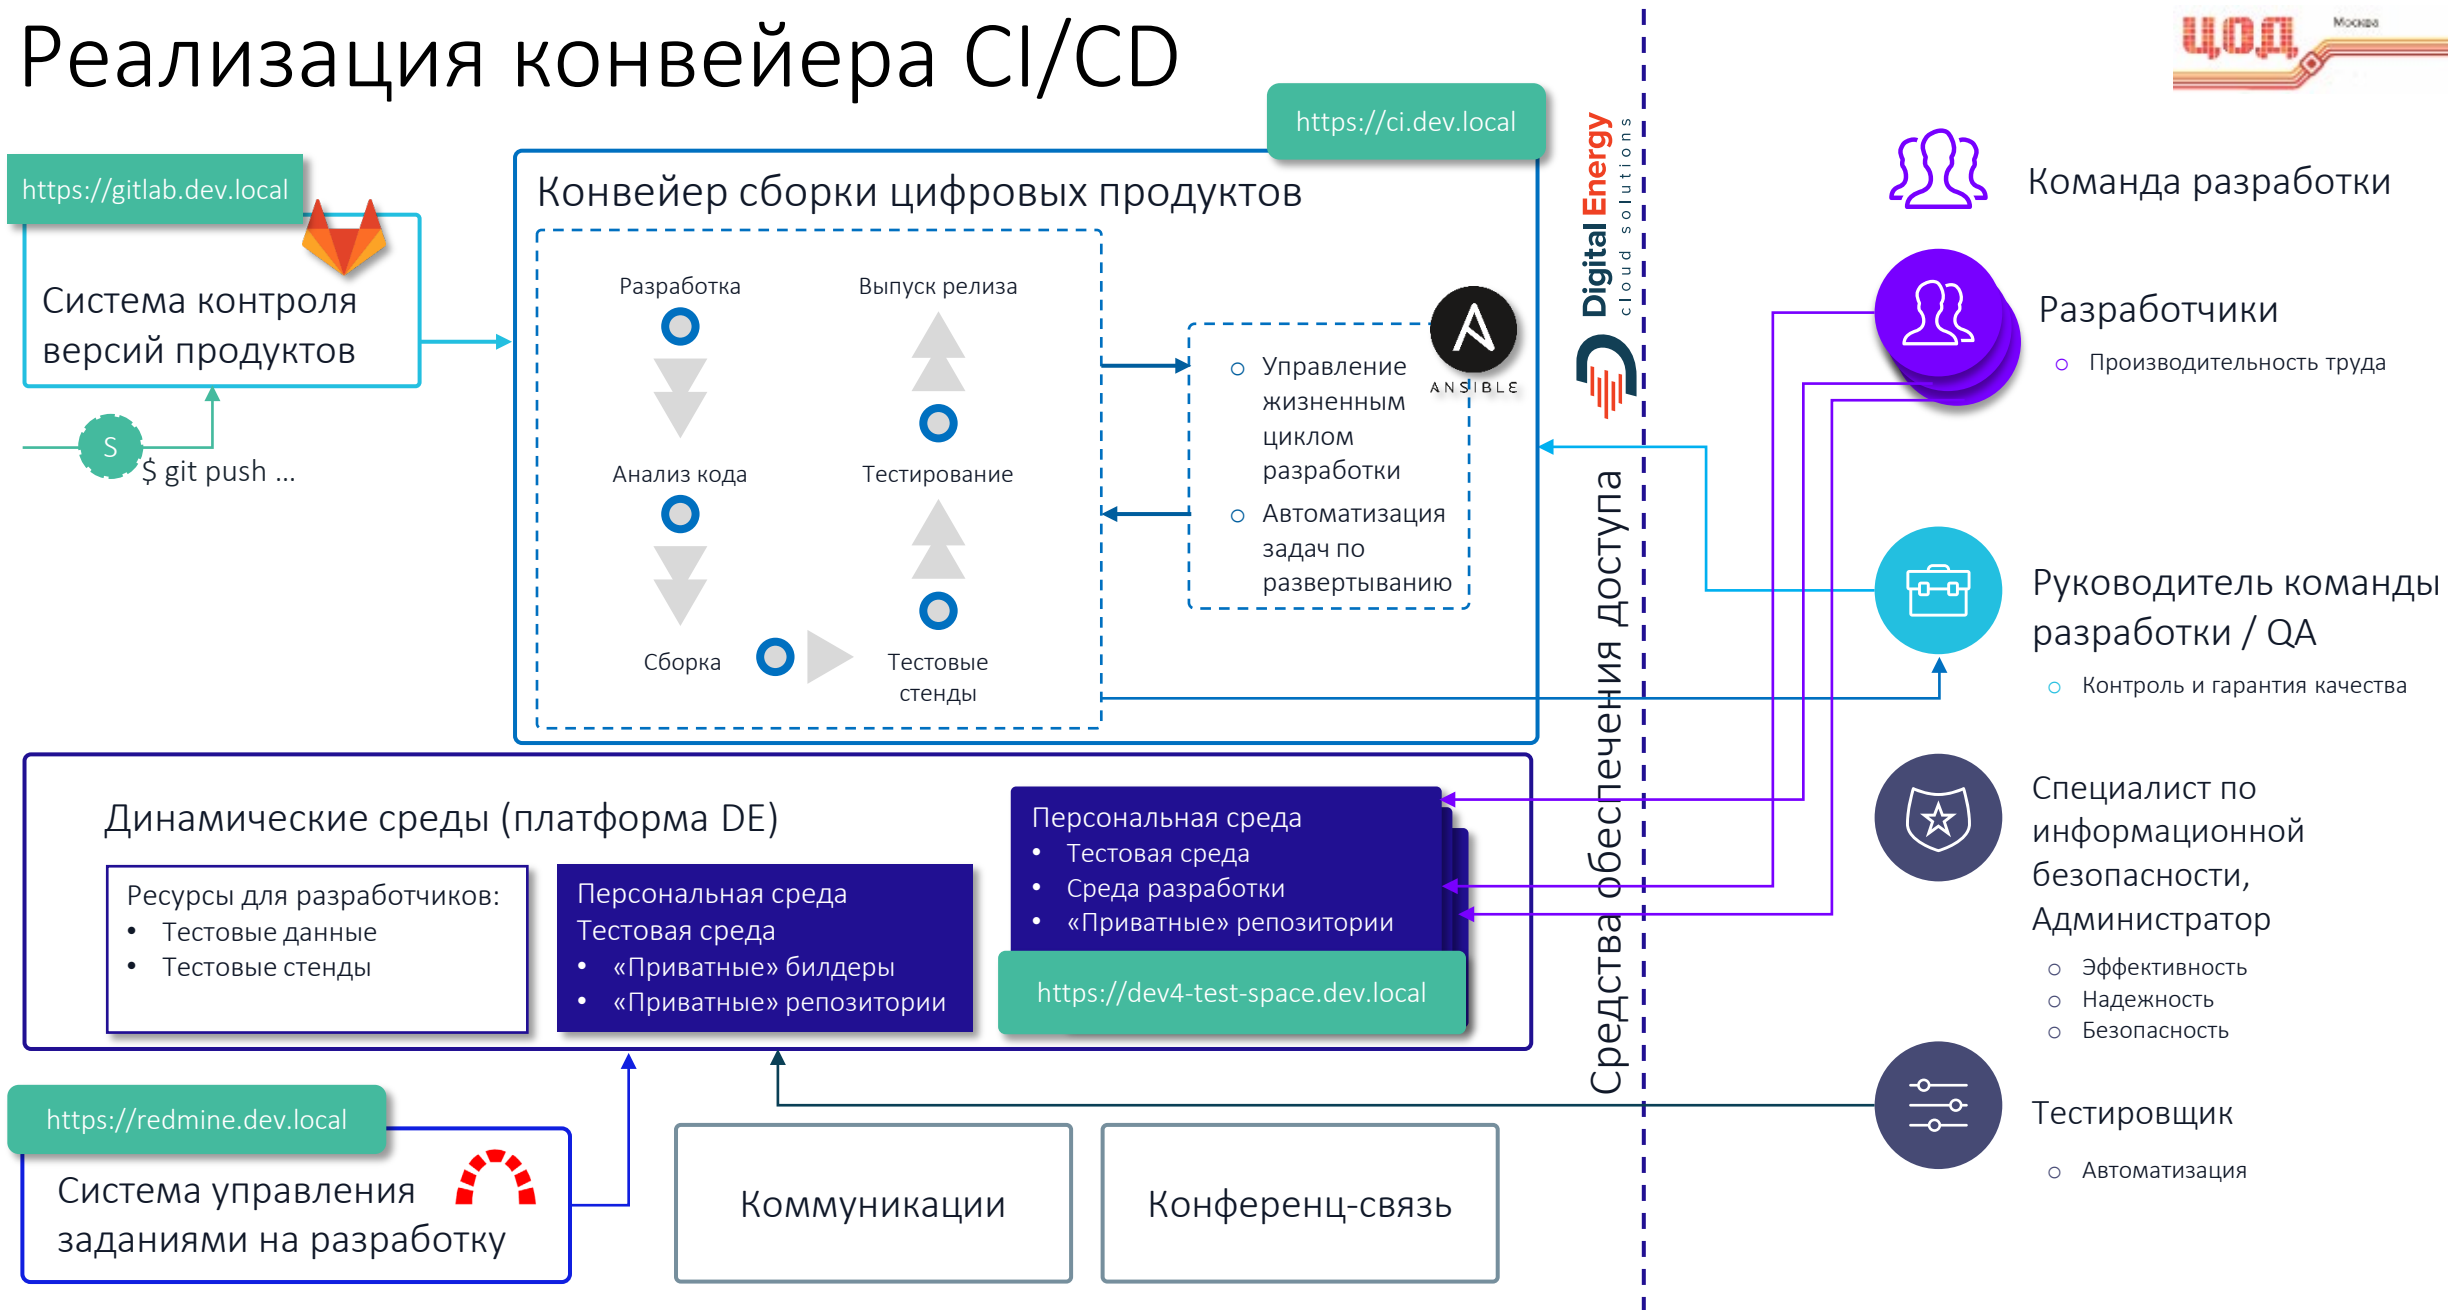 Реализация конвейера CI/CD
ЦОД
Москва
https://gitlab.dev.local
Система контроля
версий продуктов
S
$ git push ...
https://ci.dev.local
Конвейер сборки цифровых продуктов
Разработка
Анализ кода
Сборка
Выпуск релиза
Тестирование
Тестовые
стенды
Управление
жизненным
циклом
разработки
Автоматизация
задач по
развертыванию
ANSIBLE
Digital Energy
cloud solutions
Средства обеспечения доступа
Команда разработки
Разработчики
Производительность труда
Руководитель команды
разработки / QA
Контроль и гарантия качества
Специалист по
информационной
безопасности,
Администратор
Эффективность
Надежность
Безопасность
Тестировщик
Автоматизация
Динамические среды (платформа DE)
Ресурсы для разработчиков:
• Тестовые данные
• Тестовые стенды
Персональная среда
Тестовая среда
• «Приватные» билдеры
• «Приватные» репозитории
Персональная среда
• Тестовая среда
• Среда разработки
• «Приватные» репозитории
https://dev4-test-space.dev.local
https://redmine.dev.local
Система управления
заданиями на разработку
Коммуникации
Конференц-связь